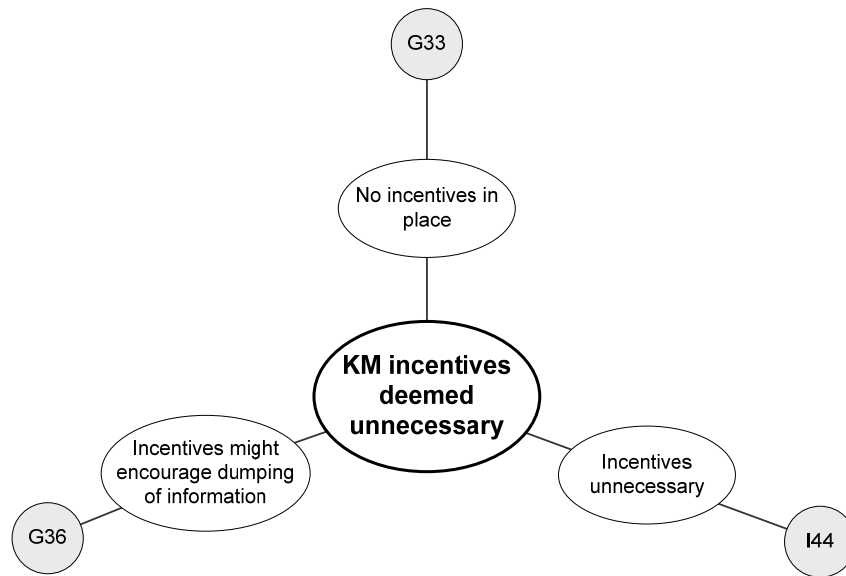 G33
No incentives in
place
KM incentives
deemed
unnecessary
Incentives might
encourage dumping
of information
Incentives
unnecessary
G36
I44